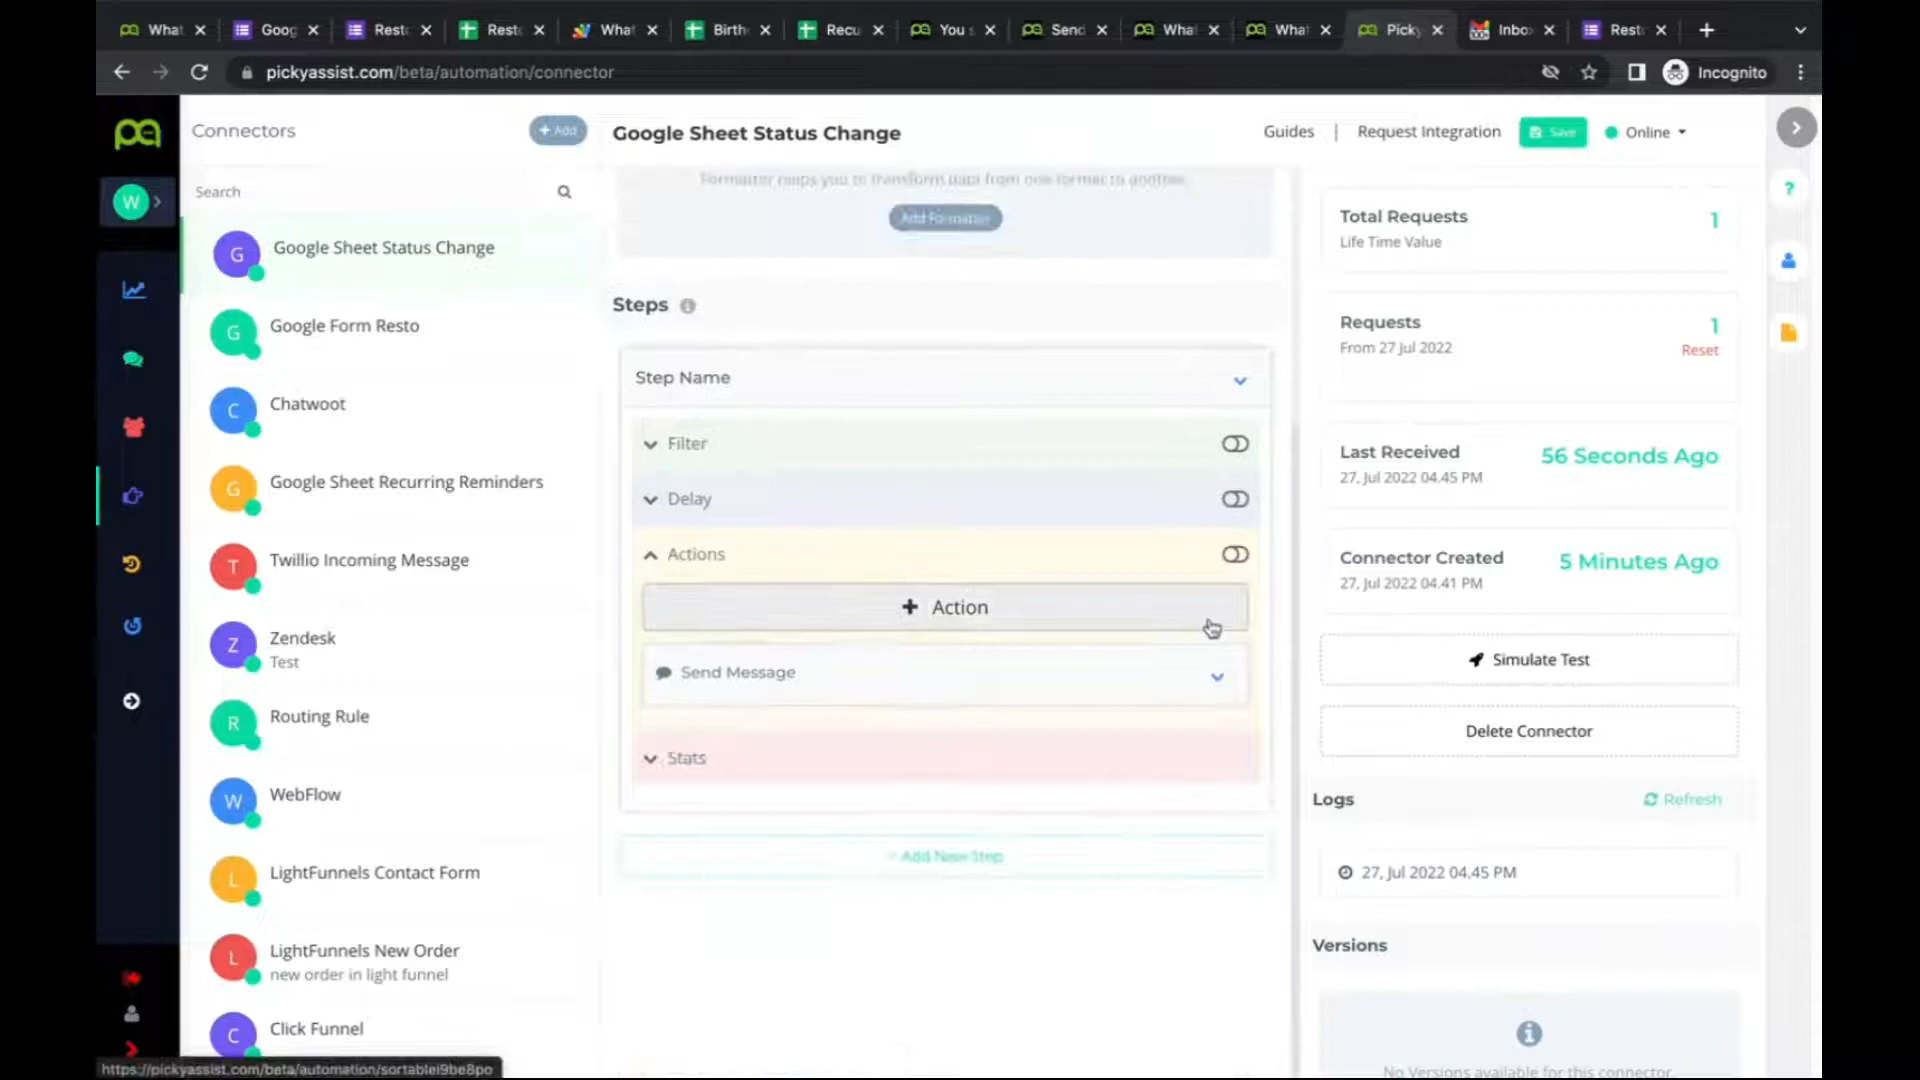 What
Goog
Rest
Rest
What
Birth
Recu
You s
Send
What
What
Picky
Inbo
Rest
pickyassist.com/beta/automation/connector
Incognito
Connectors
+ Add
Google Sheet Status Change
Guides | Request Integration
Save
Online
W
Search
G
Google Sheet Status Change
G
Google Form Resto
C
Chatwoot
G
Google Sheet Recurring Reminders
T
Twillio Incoming Message
Z
Zendesk
Test
R
Routing Rule
W
WebFlow
L
LightFunnels Contact Form
L
LightFunnels New Order
new order in light funnel
C
Click Funnel
https://pickyassist.com/beta/automation/sortablei9be8po
Formatter helps you to transform data from one format to another.
Add Formatter
Steps
Step Name
Filter
Delay
Actions
+ Action
Send Message
Stats
+ Add New Step
Total Requests
1
Life Time Value
Requests
1
From 27 Jul 2022
Reset
Last Received
56 Seconds Ago
27, Jul 2022 04.45 PM
Connector Created
5 Minutes Ago
27, Jul 2022 04.41 PM
Simulate Test
Delete Connector
Logs
Refresh
27, Jul 2022 04.45 PM
Versions
No Versions available for this connector.
?